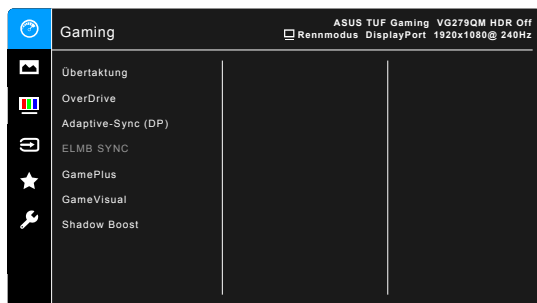 Gaming
ASUS TUF Gaming VG279QM HDR Off
Rennmodus DisplayPort 1920x1080@ 240Hz
Übertaktung
OverDrive
Adaptive-Sync (DP)
ELMB SYNC
GamePlus
GameVisual
Shadow Boost